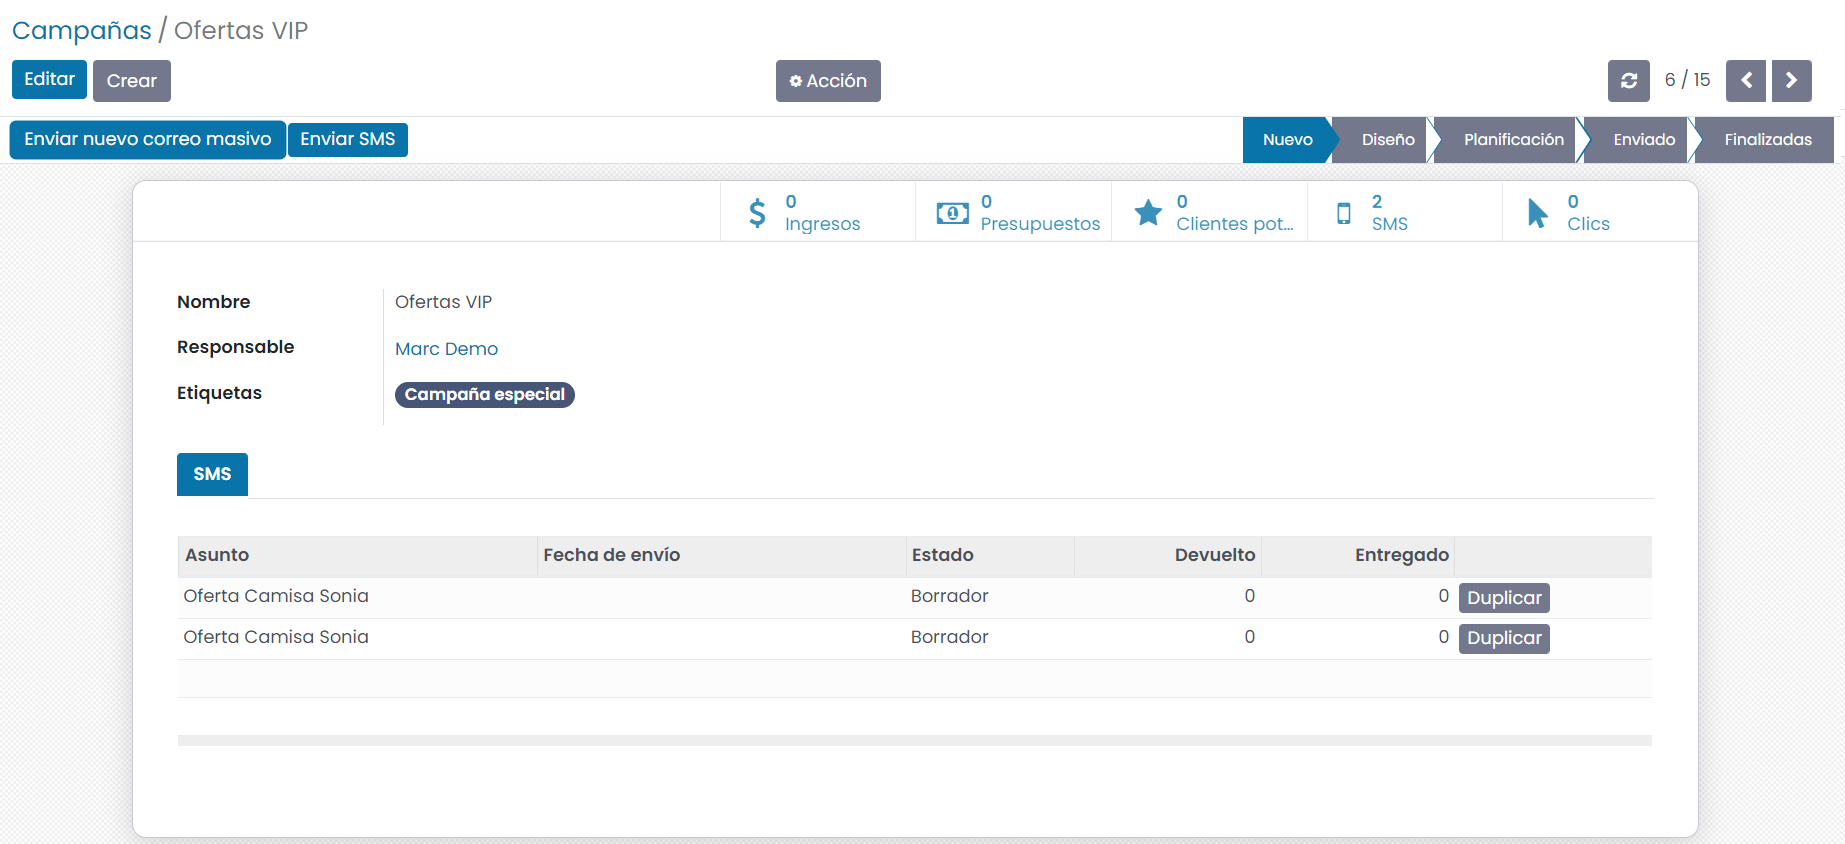 Campañas / Ofertas VIP
Editar Crear Acción 6 / 15
Enviar nuevo correo masivo Enviar SMS Nuevo Diseño Planificación Enviado Finalizadas
0 0 0 2 0
Ingresos Presupuestos Clientes pot... SMS Clics
Nombre Ofertas VIP
Responsable Marc Demo
Etiquetas Campaña especial
SMS
Asunto Fecha de envío Estado Devuelto Entregado
Oferta Camisa Sonia Borrador 0 0 Duplicar
Oferta Camisa Sonia Borrador 0 0 Duplicar